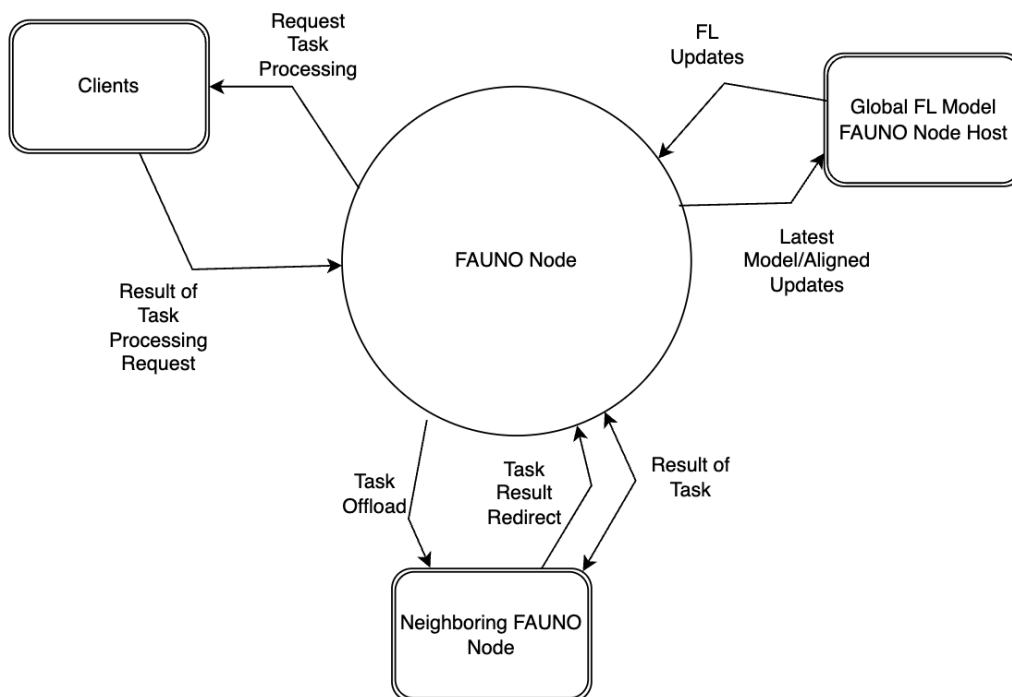 Request
Task
Processing
Clients
FL
Updates
Global FL Model
FAUNO Node Host
FAUNO Node
Latest
Model/Aligned
Updates
Result of
Task
Processing
Request
Task
Offload
Task
Result
Redirect
Result of
Task
Neighboring FAUNO
Node